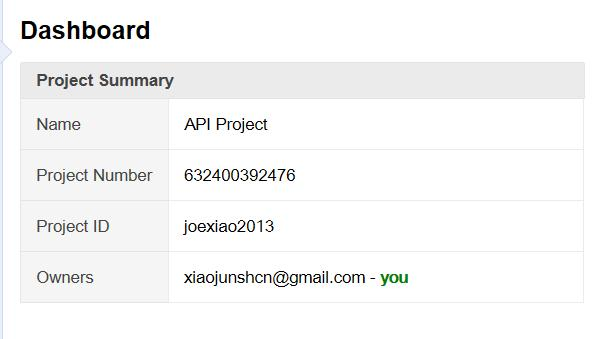 Dashboard
Project Summary
Name API Project
Project Number 632400392476
Project ID joexiao2013
Owners xiaojunshcn@gmail.com - you